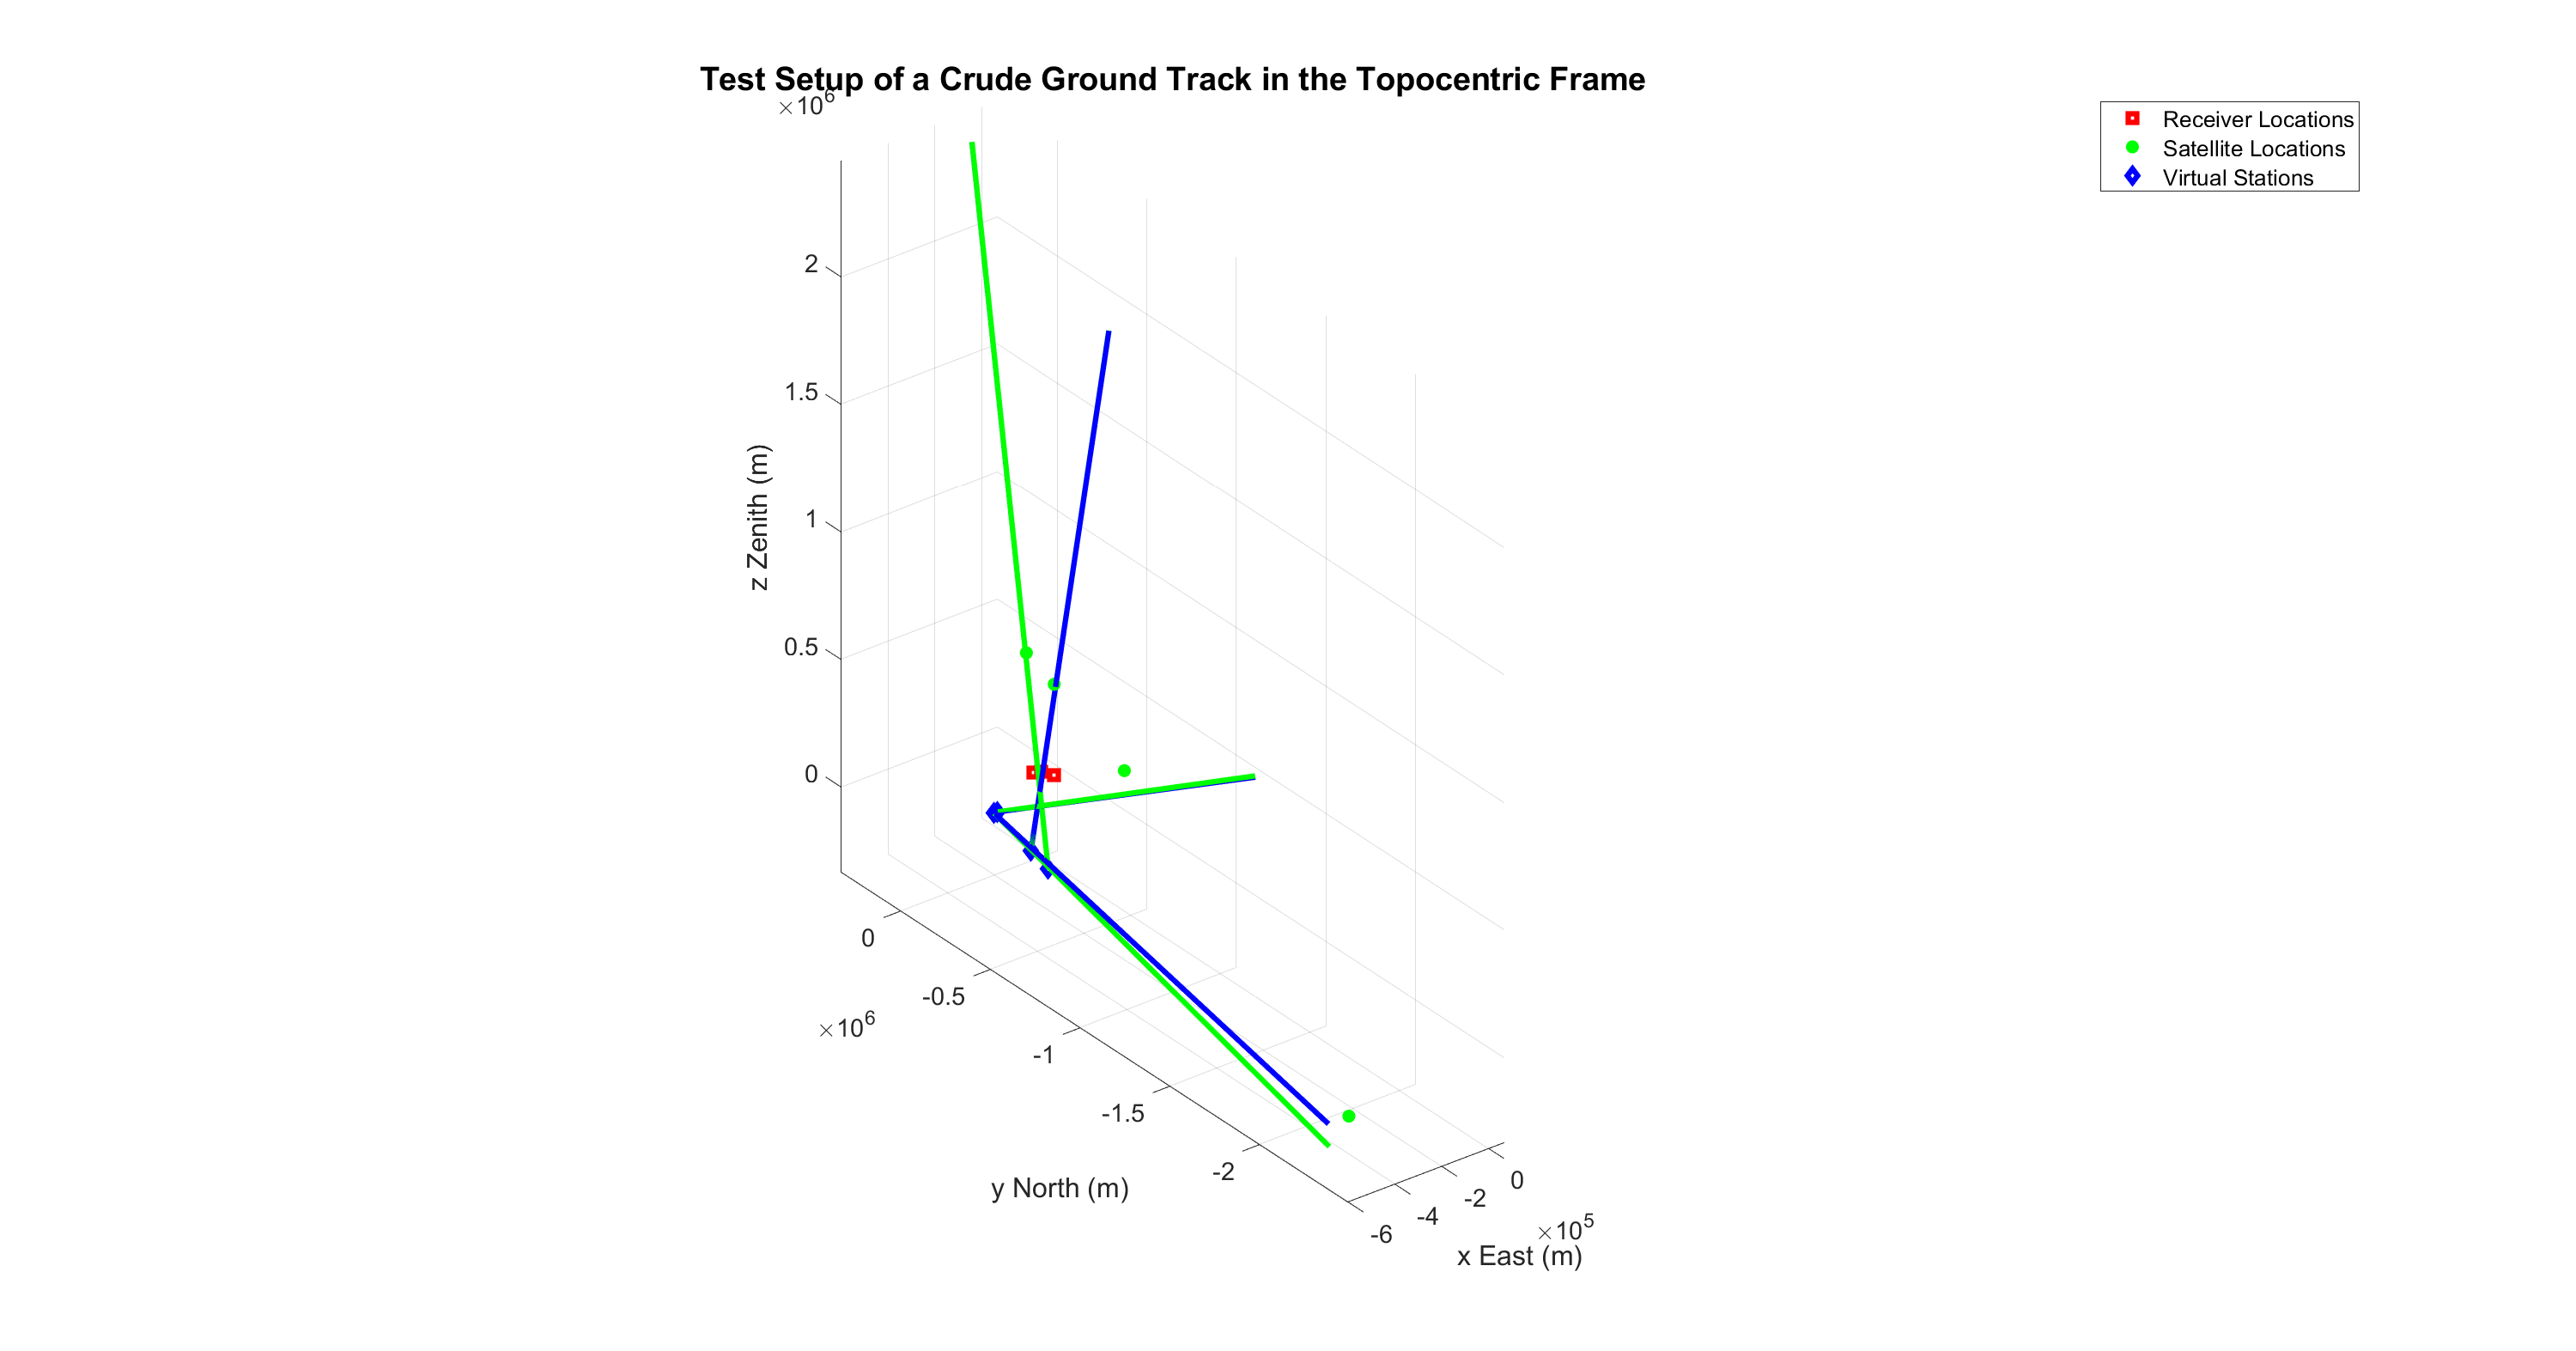 Test Setup of a Crude Ground Track in the Topocentric Frame
×10^6
Receiver Locations
Satellite Locations
Virtual Stations
2
1.5
1
0.5
0
z Zenith (m)
0
-0.5
-1
-1.5
-2
×10^6
y North (m)
0
-2
-4
-6
×10^5
x East (m)